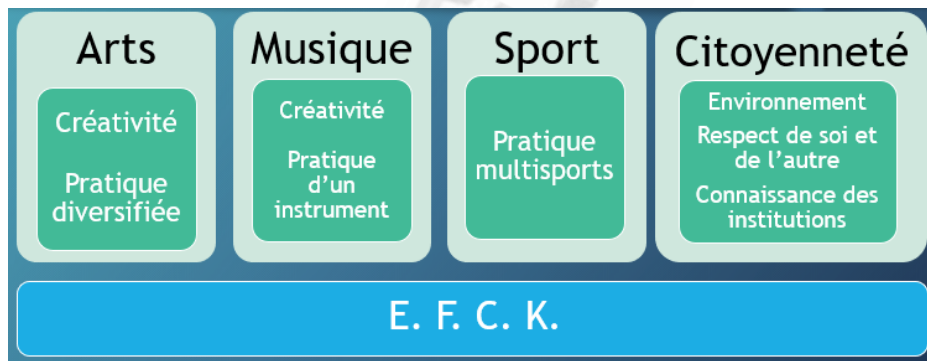 Arts
Créativité
Pratique
diversifiée
Musique
Créativité
Pratique
d'un
instrument
Sport
Pratique
multisports
Citoyenneté
Environnement
Respect de soi et
de l'autre
Connaissance des
institutions
E. F. C. K.